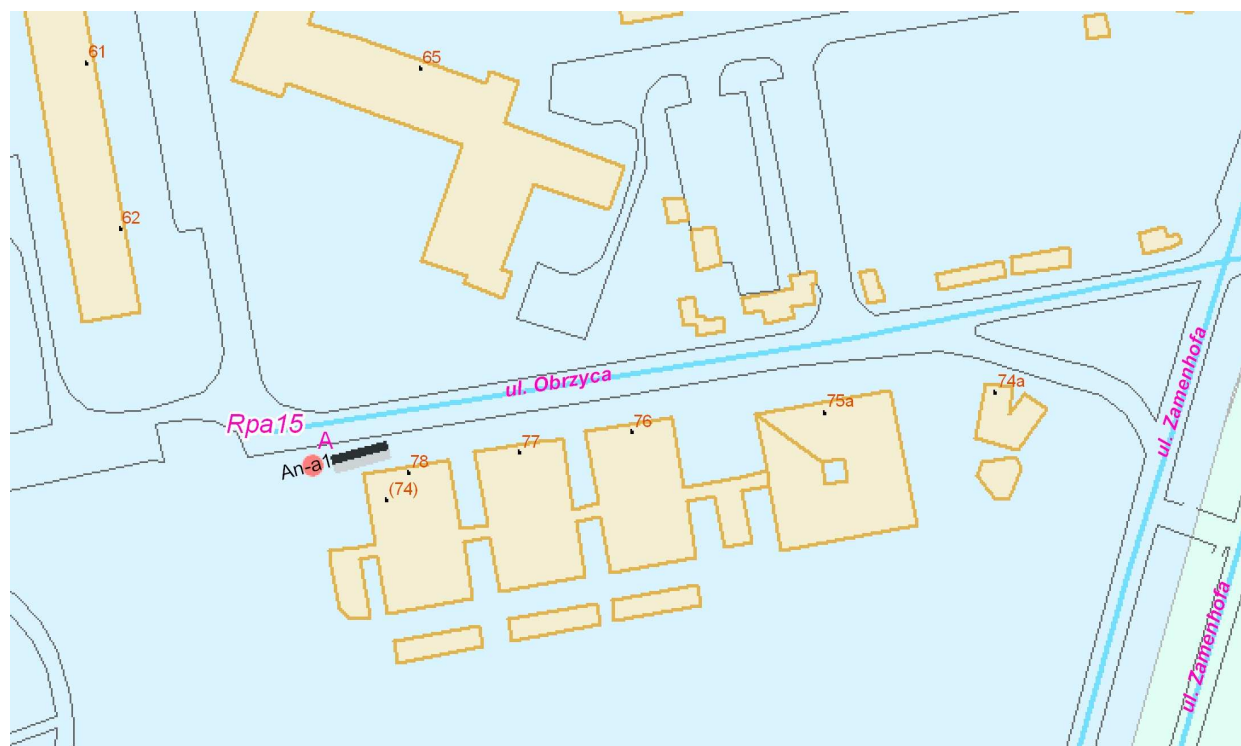 61
65
62
ul. Obrzyca
Rpa15
A
An-a1
78
(74)
77
76
75a
74a
ul. Zamenhofa
ul. Zamenhofa